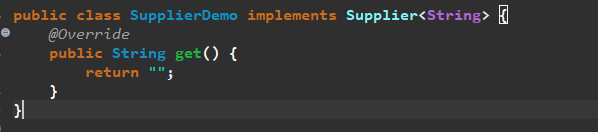 public class SupplierDemo implements Supplier<String> {
@Override
public String get() {
return "";
}
}